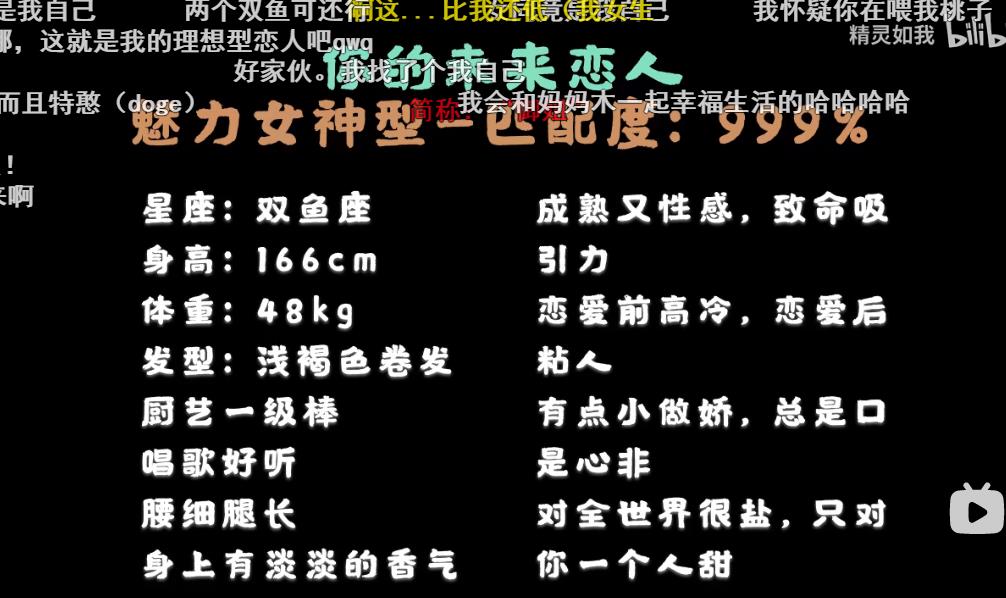 是我自己
两个双鱼可还行
我怀疑你在喂我桃子
精灵如我
bilib
哪，这就是我的理想型恋人吧qwq
好家伙。我找了个我自己
你的未来恋人
而且特憨（doge）
我会和妈妈木一起幸福生活的哈哈哈哈
简称：
魅力女神型-匹配度：999%
！
来啊
星座：双鱼座
身高：166cm
体重：48kg
发型：浅褐色卷发
厨艺一级棒
唱歌好听
腰细腿长
身上有淡淡的香气
成熟又性感，致命吸
引力
恋爱前高冷，恋爱后
粘人
有点小做娇，总是口
是心非
对全世界很盐，只对
你一个人甜